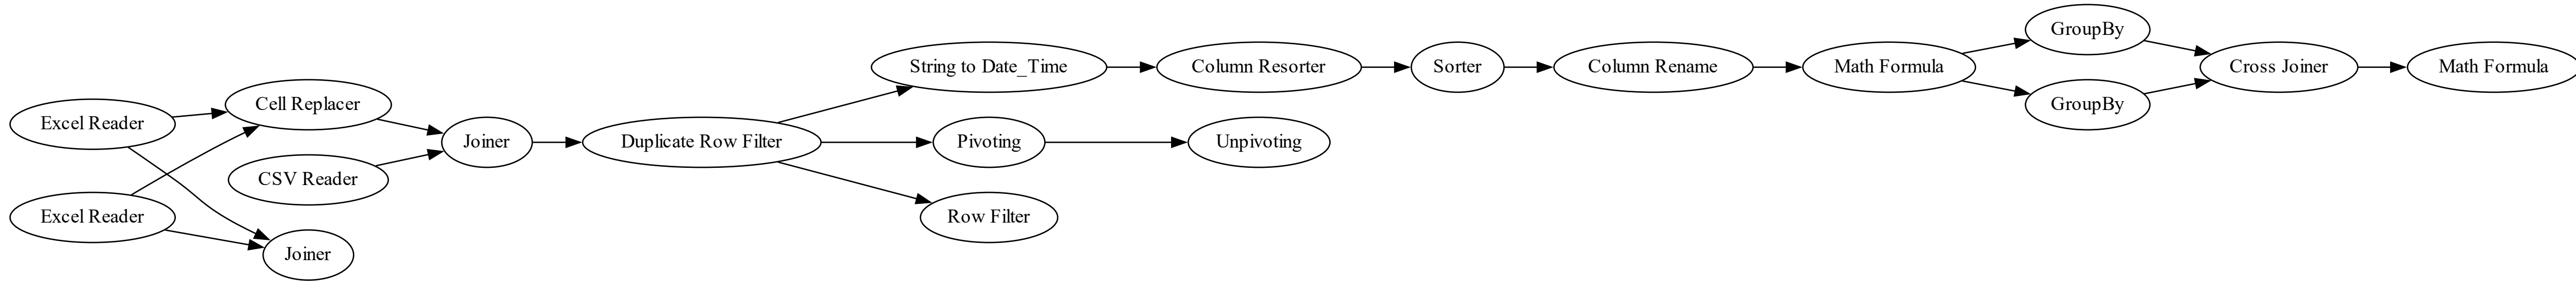 Excel Reader
Excel Reader
Cell Replacer
CSV Reader
Joiner
Joiner
Duplicate Row Filter
String to Date_Time
Pivoting
Row Filter
Column Resorter
Unpivoting
Sorter
Column Rename
Math Formula
GroupBy
GroupBy
Cross Joiner
Math Formula